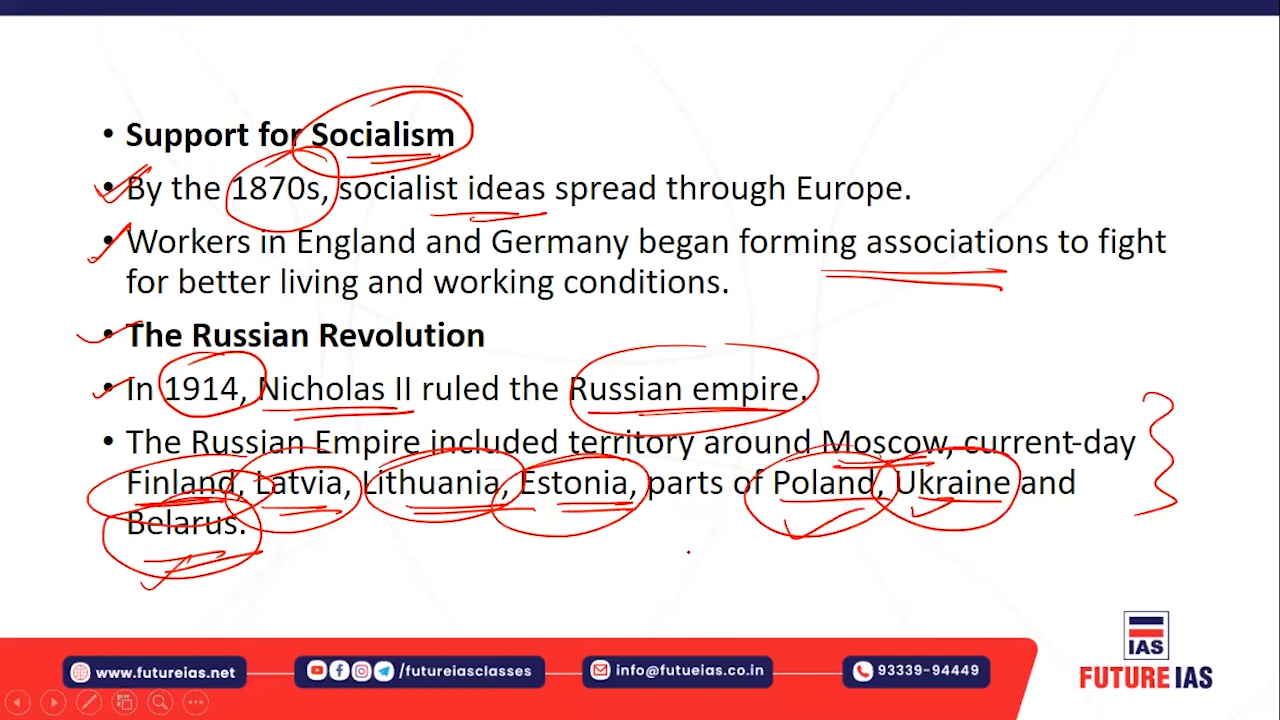 • Support for Socialism
• By the 1870s, socialist ideas spread through Europe.
• Workers in England and Germany began forming associations to fight
for better living and working conditions.
• The Russian Revolution
• In 1914, Nicholas II ruled the Russian empire.
• The Russian Empire included territory around Moscow, current-day
Finland, Latvia, Lithuania, Estonia, parts of Poland, Ukraine and
Belarus.
www.futureias.net
/futureiasclasses
info@futueias.co.in
93339-94449
IAS
FUTURE IAS